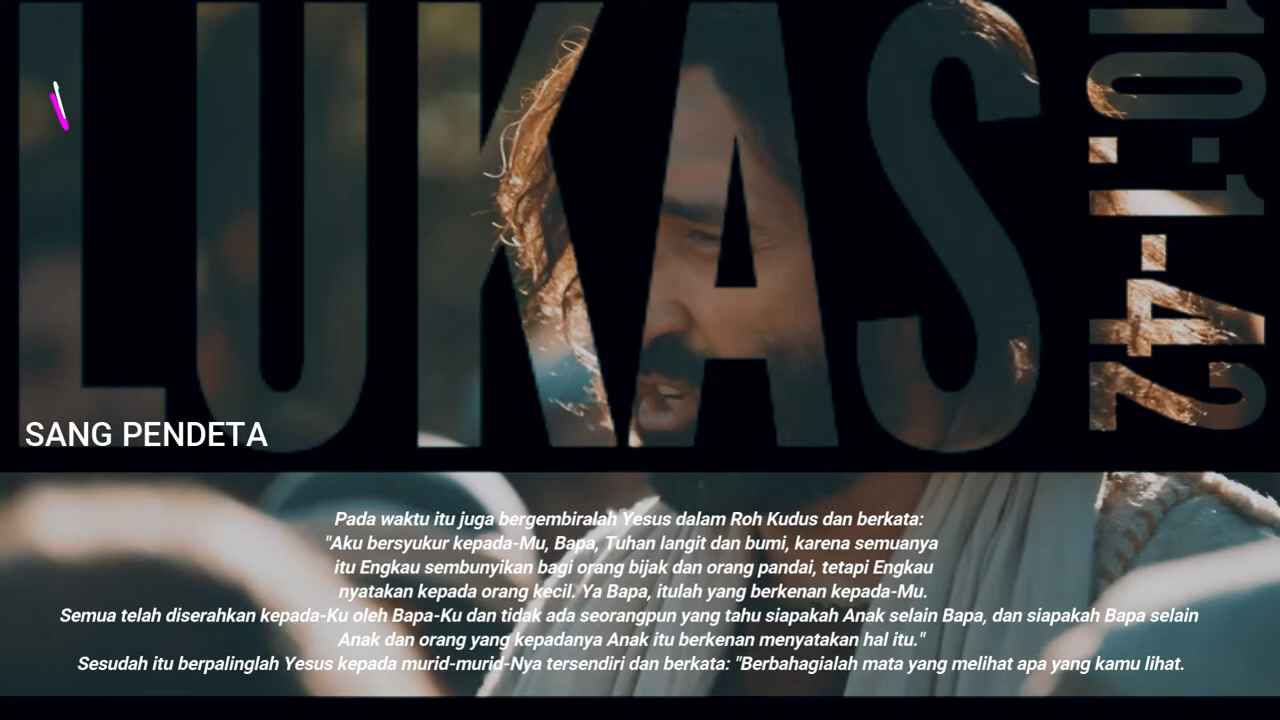 LUKAS
10:1-42
SANG PENDETA
Pada waktu itu juga bergembiralah Yesus dalam Roh Kudus dan berkata:
"Aku bersyukur kepada-Mu, Bapa, Tuhan langit dan bumi, karena semuanya
itu Engkau sembunyikan bagi orang bijak dan orang pandai, tetapi Engkau
nyatakan kepada orang kecil. Ya Bapa, itulah yang berkenan kepada-Mu.
Semua telah diserahkan kepada-Ku oleh Bapa-Ku dan tidak ada seorangpun yang tahu siapakah Anak selain Bapa, dan siapakah Bapa selain
Anak dan orang yang kepadanya Anak itu berkenan menyatakan hal itu."
Sesudah itu berpalinglah Yesus kepada murid-murid-Nya tersendiri dan berkata: "Berbahagialah mata yang melihat apa yang kamu lihat.